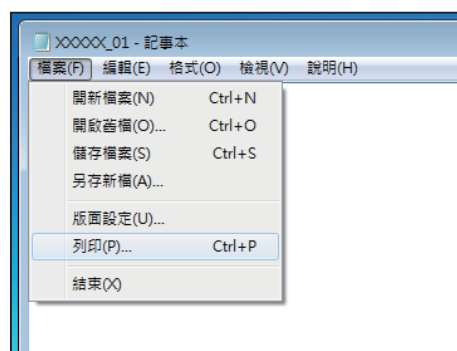 XXXXX_01 - 記事本
檔案(F) 編輯(E) 格式(O) 檢視(V) 說明(H)
開新檔案(N) Ctrl+N
開啟舊檔(O)... Ctrl+O
儲存檔案(S) Ctrl+S
另存新檔(A)...
版面設定(U)...
列印(P)... Ctrl+P
結束(X)